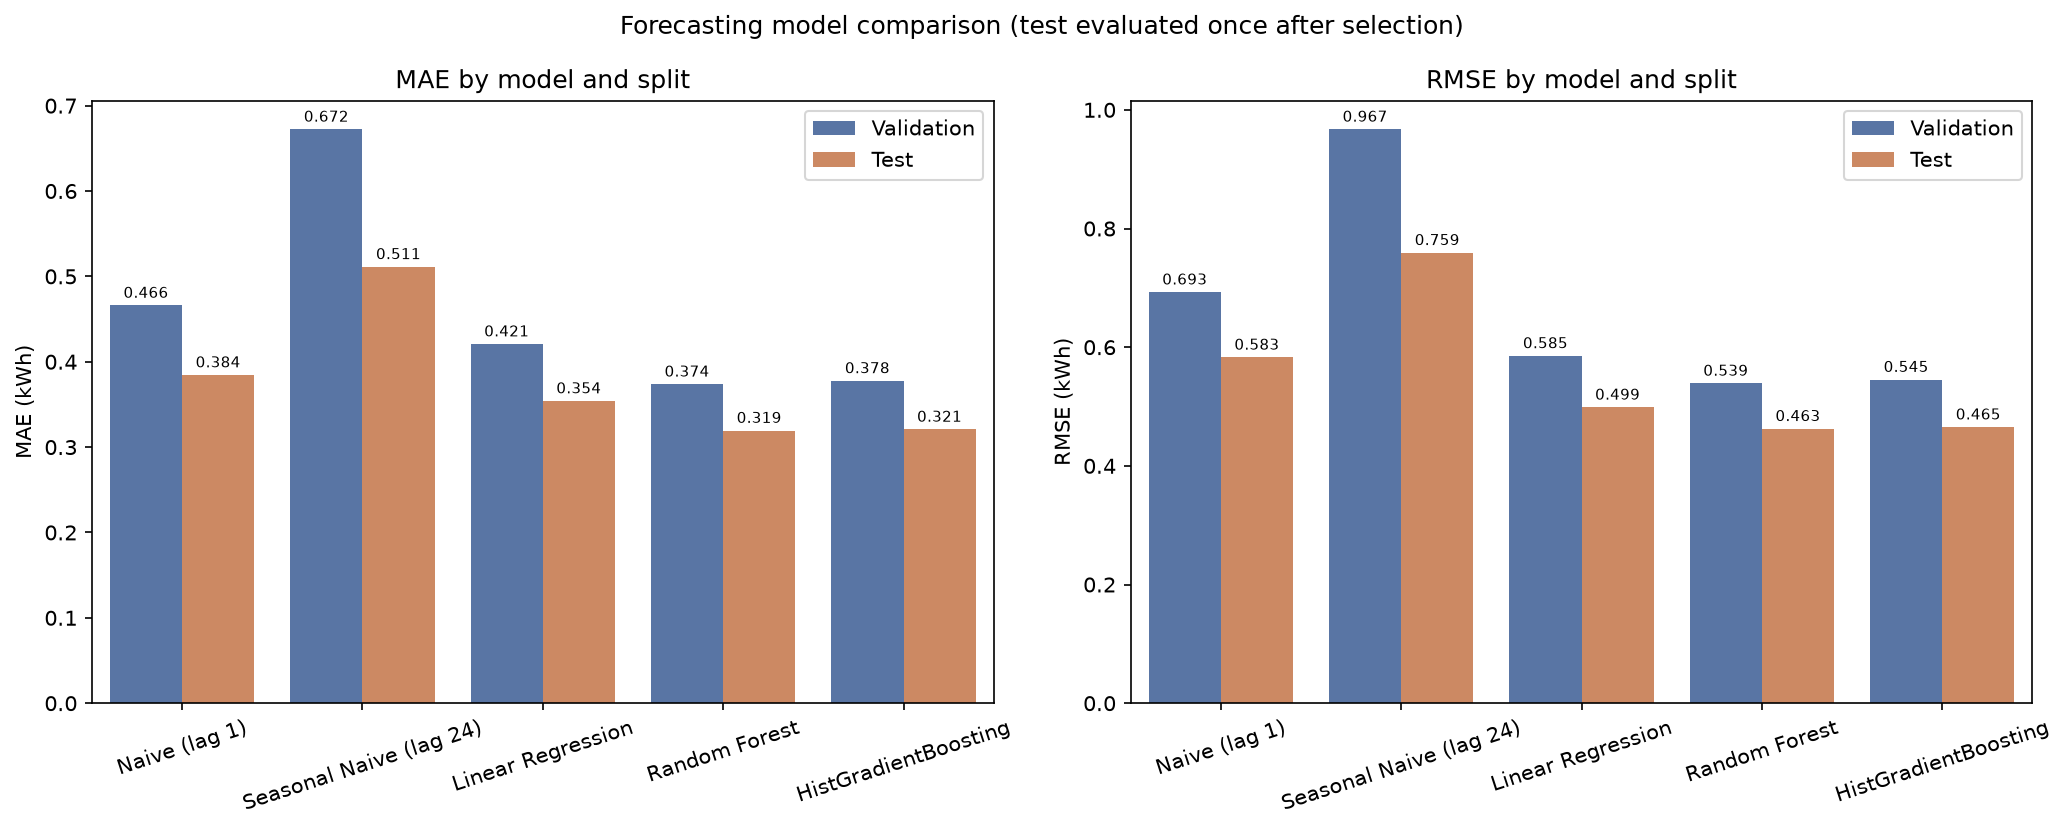 Forecasting model comparison (test evaluated once after selection)
MAE by model and split
MAE (kWh)
0.7
0.6
0.5
0.4
0.3
0.2
0.1
0.0
Validation
Test
0.466
0.384
0.672
0.511
0.421
0.354
0.374
0.319
0.378
0.321
Naive (lag 1)
Seasonal Naive (lag 24)
Linear Regression
Random Forest
HistGradientBoosting
RMSE by model and split
RMSE (kWh)
1.0
0.8
0.6
0.4
0.2
0.0
Validation
Test
0.693
0.583
0.967
0.759
0.585
0.499
0.539
0.463
0.545
0.465
Naive (lag 1)
Seasonal Naive (lag 24)
Linear Regression
Random Forest
HistGradientBoosting